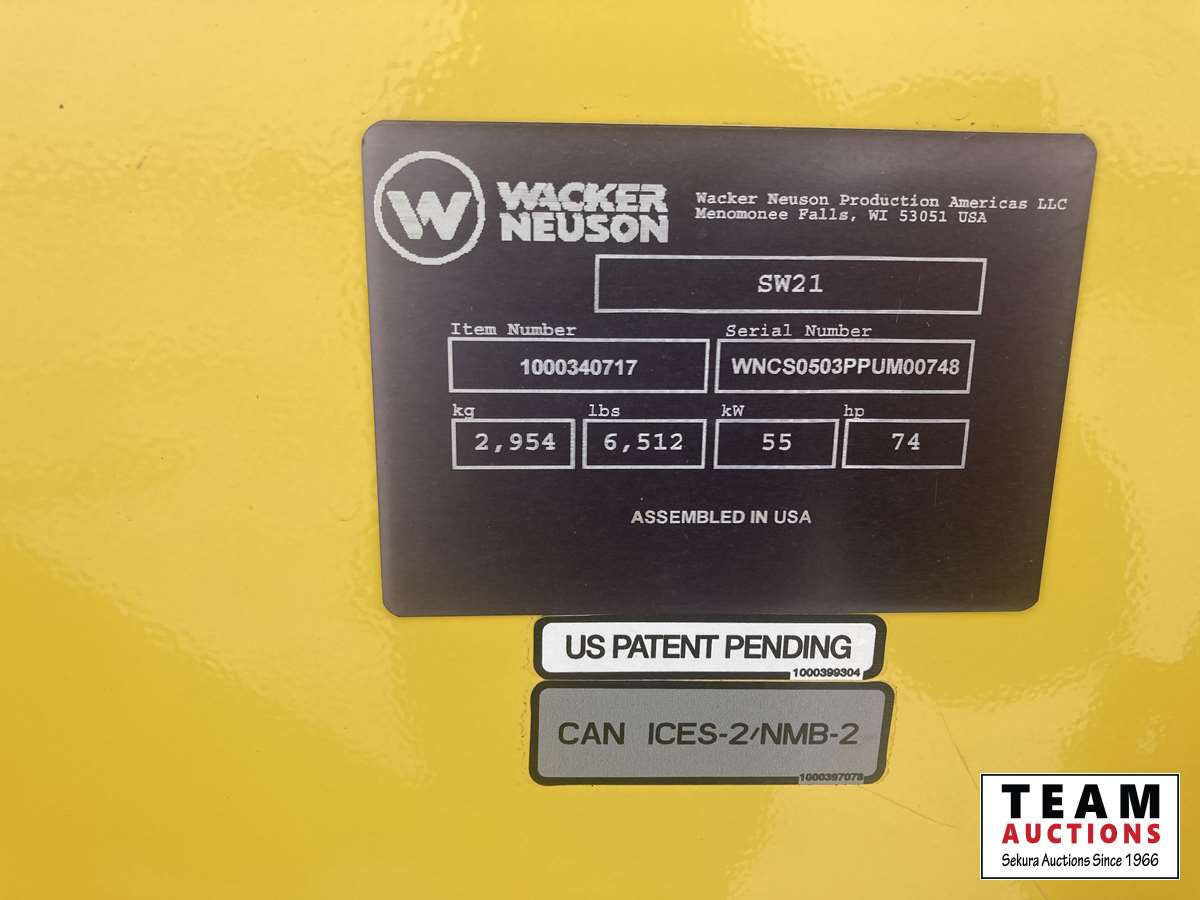 W
WACKER
NEUSON
Wacker Neuson Production Americas LLC
Menomonee Falls, WI 53051 USA
SW21
Item Number
Serial Number
1000340717
WNCS0503PPUM00748
kg
lbs
kW
hp
2,954
6,512
55
74
ASSEMBLED IN USA
US PATENT PENDING
1000399304
CAN ICES-2/NMB-2
1000397078
TEAM
AUCTIONS
Sekura Auctions Since 1966